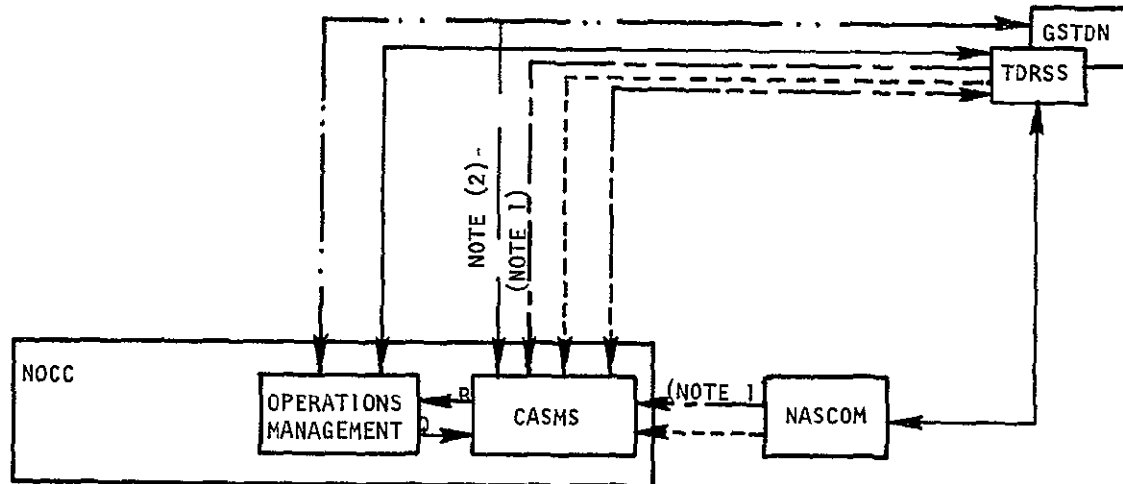 GSTDN
TDRSS
NOTE (2)-
(NOTE 1)
NOCC
OPERATIONS
MANAGEMENT
CASMS
(NOTE 1
NASCOM